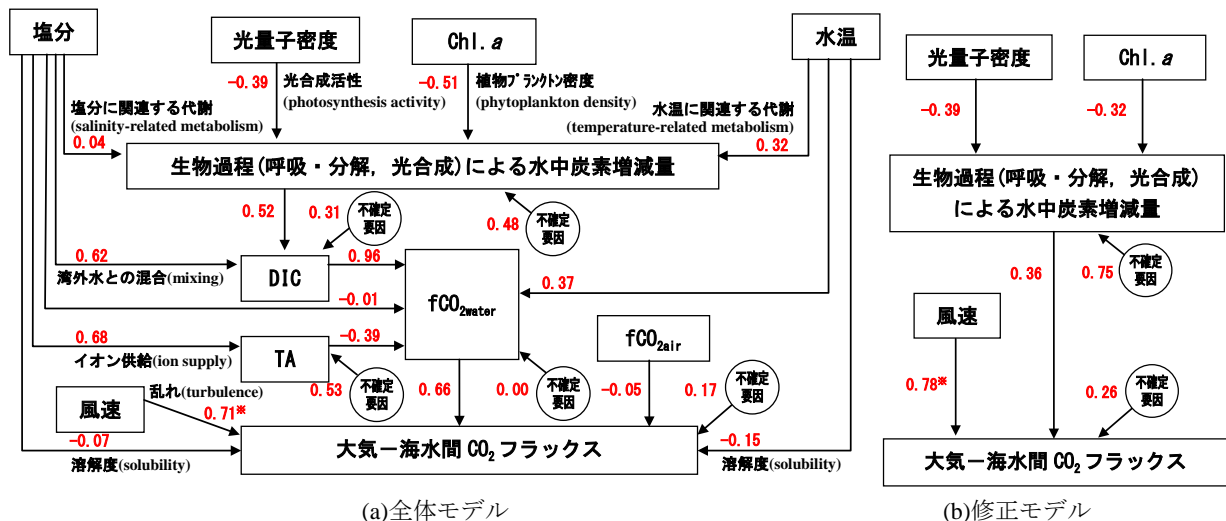 塩分
光量子密度
Chl. a
水温
-0.39
光合成活性
(photosynthesis activity)
-0.51
植物プランクトン密度
(phytoplankton density)
塩分に関連する代謝
(salinity-related metabolism)
0.04
水温に関連する代謝
(temperature-related metabolism)
0.32
生物過程(呼吸・分解，光合成)による水中炭素増減量
0.52
0.31
不確定
要因
0.48
不確定
要因
0.62
湾外水との混合(mixing)
DIC
0.96
-0.01
fCO2water
0.37
0.68
イオン供給(ion supply)
TA
-0.39
0.53
不確定
要因
fCO2air
風速
乱れ(turbulence)
0.71※
0.66
0.00
不確定
要因
-0.05
0.17
不確定
要因
-0.07
溶解度(solubility)
大気－海水間 CO2 フラックス
-0.15
溶解度(solubility)
(a)全体モデル
光量子密度
Chl. a
-0.39
-0.32
生物過程(呼吸・分解，光合成)
による水中炭素増減量
0.36
0.75
不確定
要因
風速
0.78※
0.26
不確定
要因
大気－海水間 CO2 フラックス
(b)修正モデル